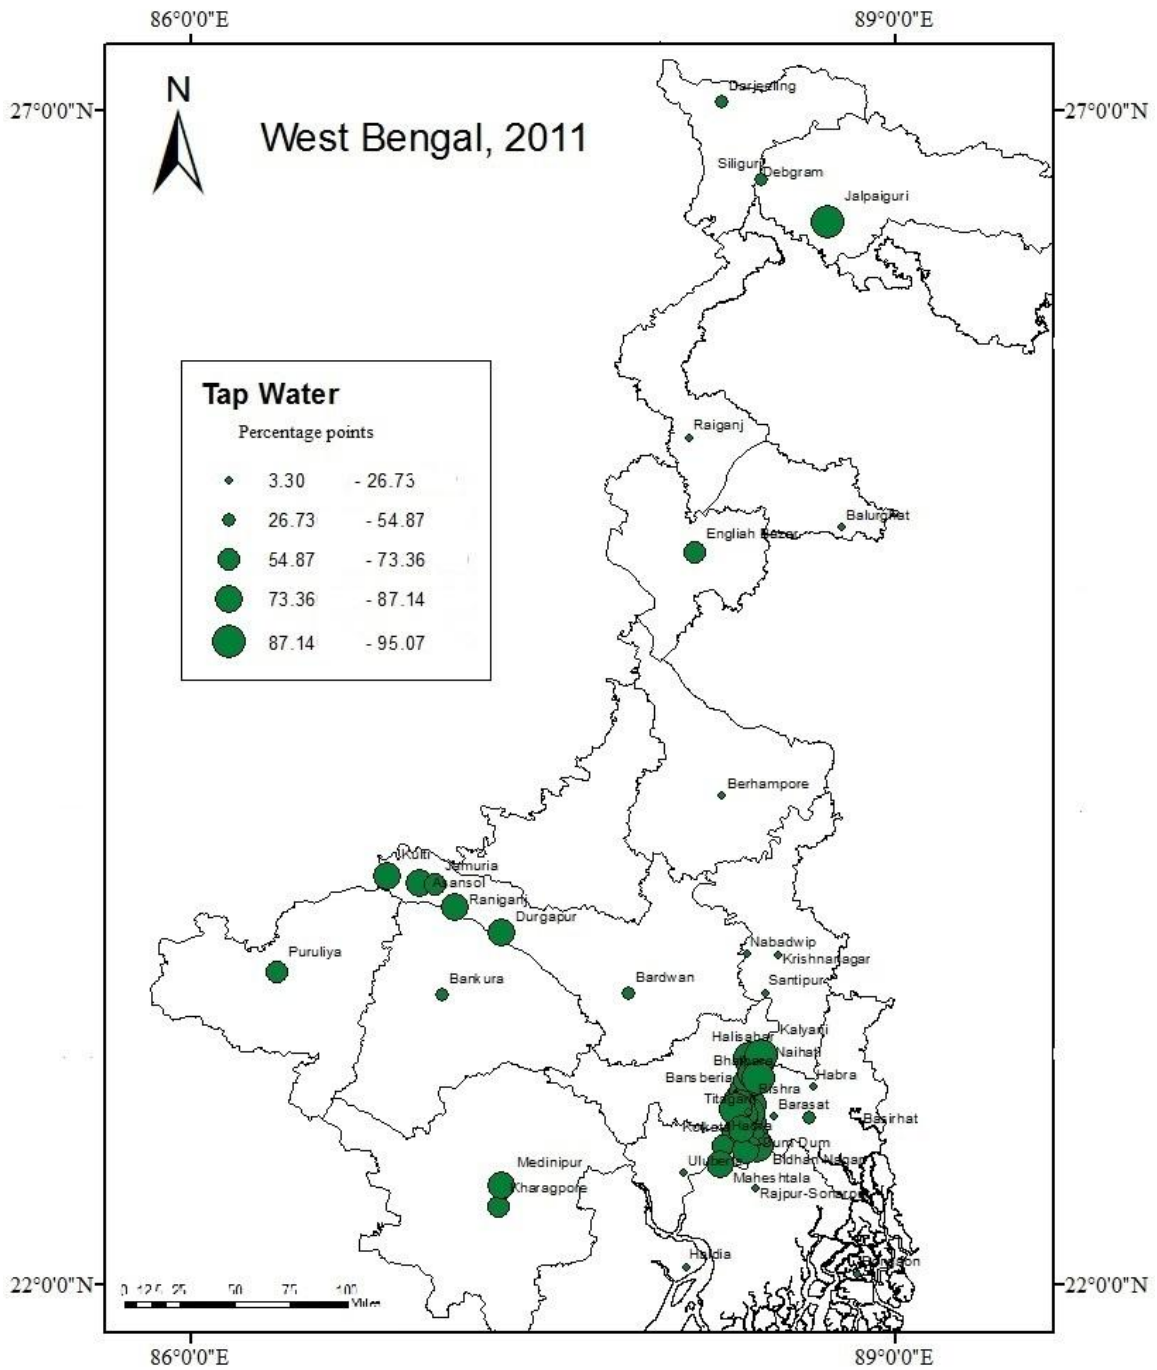 86°0'0"E 89°0'0"E
27°0'0"N 27°0'0"N
N
West Bengal, 2011
Darjeeling
Siliguri
Debgram
Jalpaiguri
Tap Water
Percentage points
3.30 - 26.73
26.73 - 54.87
54.87 - 73.36
73.36 - 87.14
87.14 - 95.07
Raiganj
Balurghat
Engliah Bazar
Berhampore
Kulti
Jamuria
Asansol
Raniganj
Durgapur
Puruliya
Bankura
Bardwan
Nabadwip
Krishnanagar
Santipur
Kalyani
Halisahar
Naihati
Bhatpara
Bansberia
Habra
Rishra
Titagarh
Barasat
Basirhat
Kolkata
Haora
Dum Dum
Bidhan Nagar
Uluberia
Medinipur
Maheshtala
Kharagpore
Rajpur-Sonarpur
Haldia
Bangaon
22°0'0"N 22°0'0"N
0 12.5 25 50 75 100
Miles
86°0'0"E 89°0'0"E